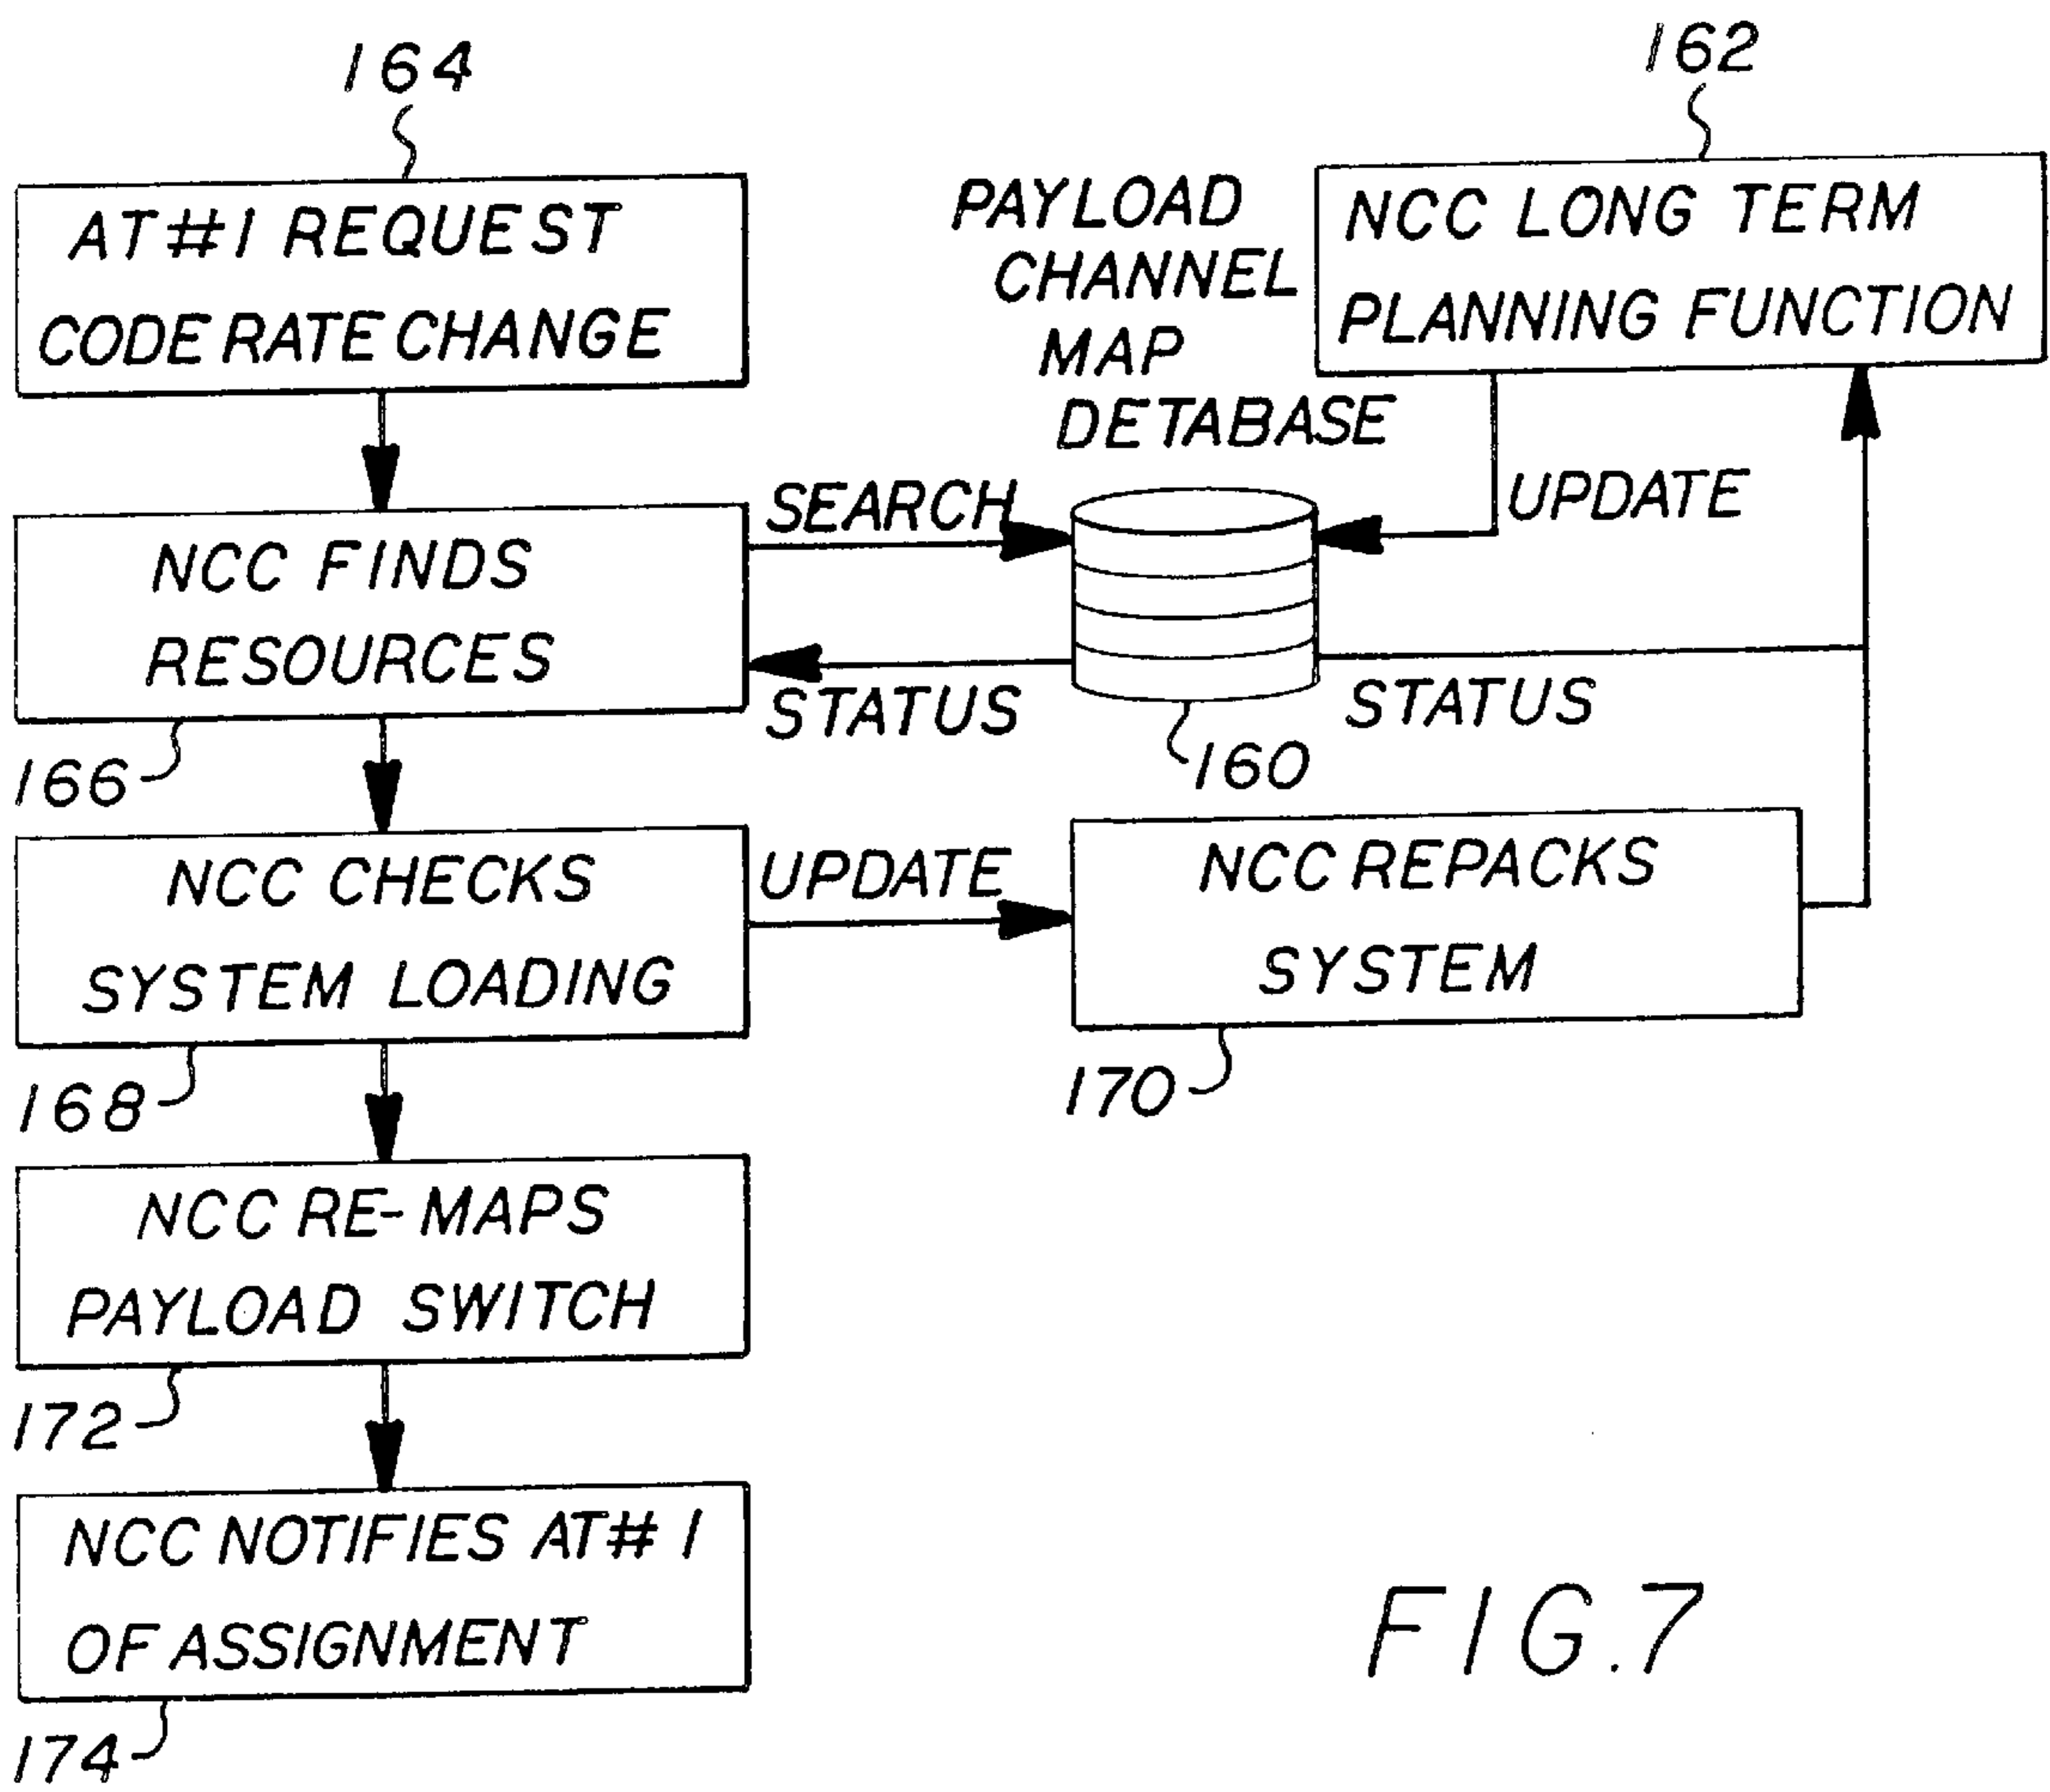 164
162
AT#1 REQUEST
CODE RATE CHANGE
PAYLOAD
CHANNEL
MAP
DETABASE
NCC LONG TERM
PLANNING FUNCTION
SEARCH
UPDATE
NCC FINDS
RESOURCES
STATUS
STATUS
166
160
NCC CHECKS
SYSTEM LOADING
UPDATE
NCC REPACKS
SYSTEM
168
170
NCC RE-MAPS
PAYLOAD SWITCH
172
NCC NOTIFIES AT#1
OF ASSIGNMENT
174
FIG.7